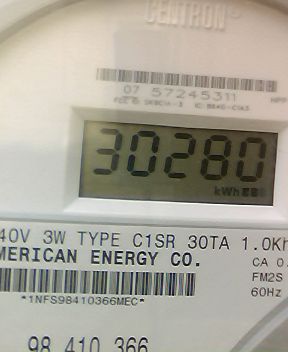 CENTRON®
07 57245311
30280
kWh
40V 3W TYPE C1SR 30TA 1.0Kh
MERICAN ENERGY CO.
CA 0.
FM2S
*1NFS98410366MEC*
60Hz
98 410 366